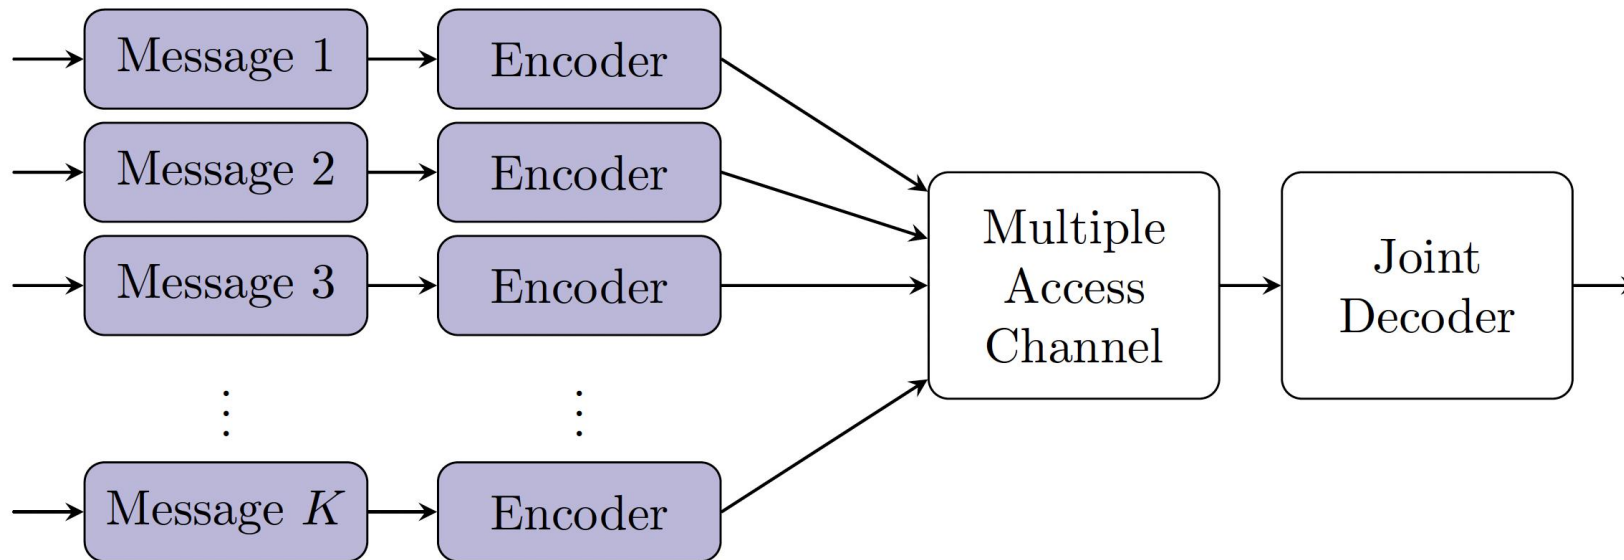 Message 1
Encoder
Message 2
Encoder
Message 3
Encoder
Multiple
Access
Channel
Joint
Decoder
⋮
⋮
Message K
Encoder